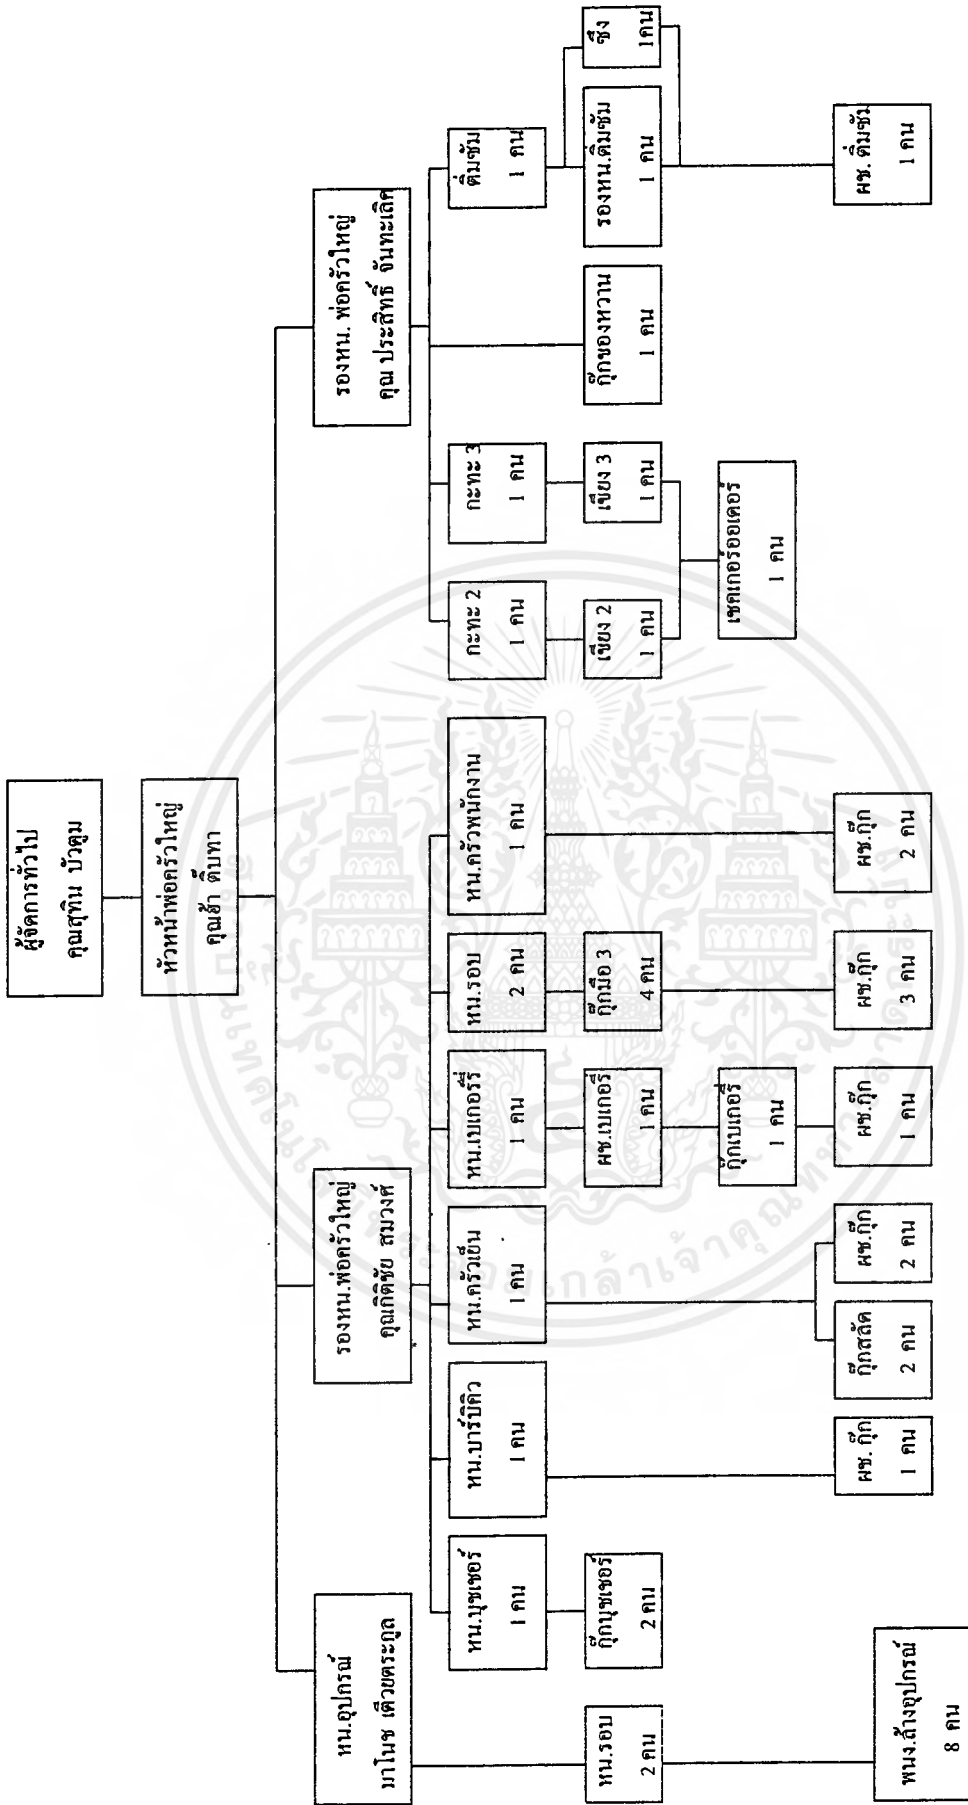 ผู้จัดการทั่วไป
คุณสุทิน บัวตูม
หัวหน้าพ่อครัวใหญ่
คุณย้า ตีบทา
หน.อุปกรณ์
มาโนช เตียวตระกูล
รองหน.พ่อครัวใหญ่
คุณกิติชัย สมวงศ์
รองหน. พ่อครัวใหญ่
คุณ ประสิทธิ์ จันทะเลิศ
หน.บุชเชอร์
1 คน
หน.บาร์บีคิว
1 คน
หน.ครัวเย็น
1 คน
หน.เบเกอรี่
1 คน
หน.รอบ
2 คน
หน.ครัวพนักงาน
1 คน
กะทะ 2
1 คน
กะทะ 3
1 คน
ติ่มซำ
1 คน
หน.รอบ
2 คน
กุ๊กบุชเชอร์
2 คน
ผช.เบเกอรี่
1 คน
กุ๊กมือ 3
4 คน
เขียง 2
1 คน
เขียง 3
1 คน
กุ๊กของหวาน
1 คน
รองหน.ติ่มซำ
1 คน
ซึง
1คน
กุ๊กเบเกอรี่
1 คน
เชคเกอร์ออเดอร์
1 คน
ผช. กุ๊ก
1 คน
กุ๊กสลัด
2 คน
ผช.กุ๊ก
2 คน
ผช.กุ๊ก
1 คน
ผช.กุ๊ก
3 คน
ผช.กุ๊ก
2 คน
ผช. ติ่มซำ
1 คน
พนง.ล้างอุปกรณ์
8 คน